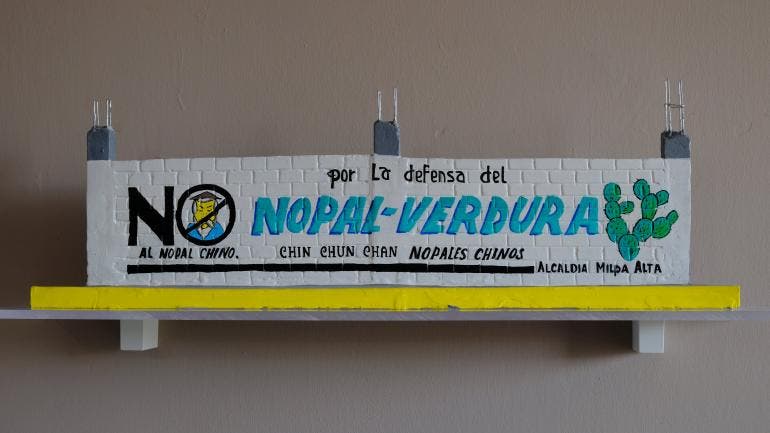 por La defensa del
NO NOPAL-VERDURA
AL NOPAL CHINO. CHIN CHUN CHAN NOPALES CHINOS
ALCALDIA MILPA ALTA